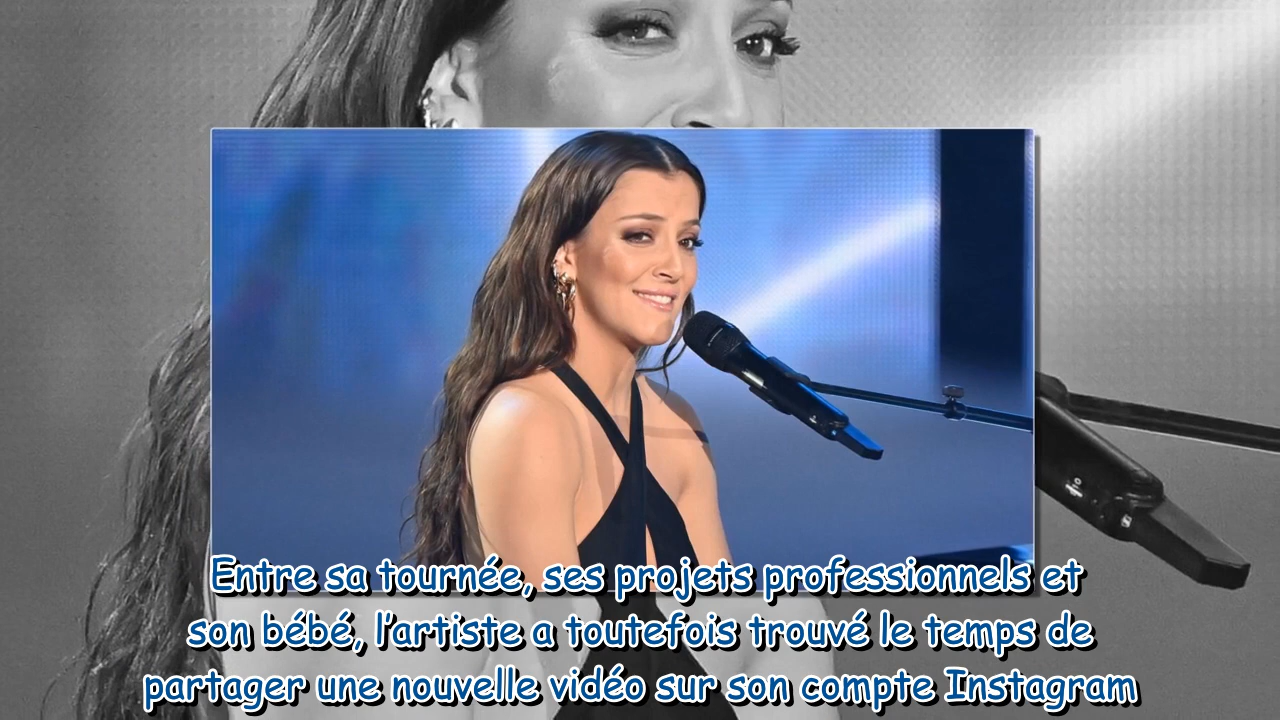 Entre sa tournée, ses projets professionnels et
son bébé, l'artiste a toutefois trouvé le temps de
partager une nouvelle vidéo sur son compte Instagram